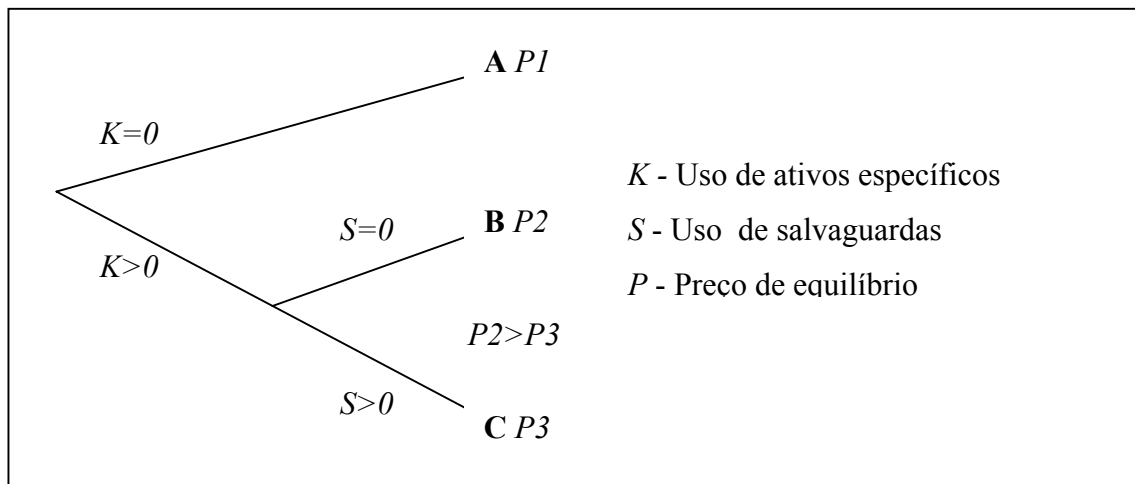 A P1
K=0
K - Uso de ativos específicos
S=0
B P2
S - Uso de salvaguardas
K>0
P - Preço de equilíbrio
P2>P3
S>0
C P3